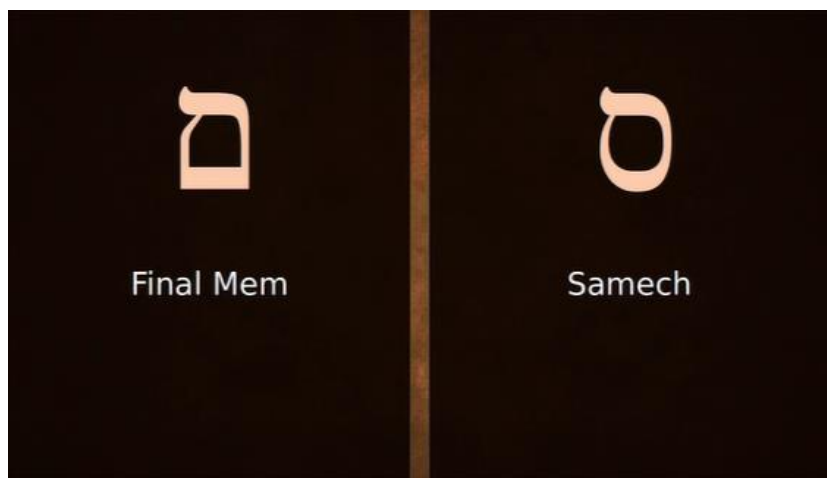 ם
Final Mem
ס
Samech